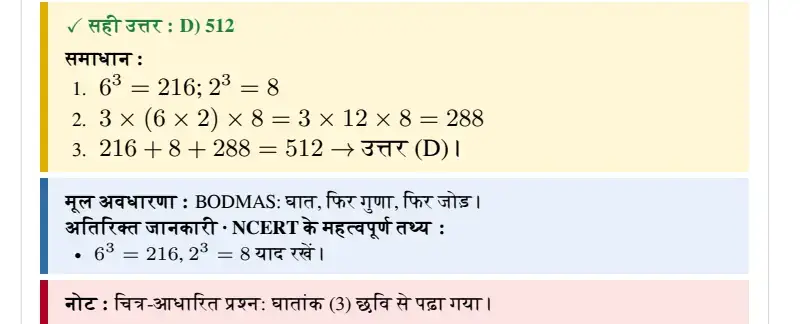 ✓ सही उत्तर : D) 512
समाधान :
1. 6³ = 216; 2³ = 8
2. 3 × (6 × 2) × 8 = 3 × 12 × 8 = 288
3. 216 + 8 + 288 = 512 → उत्तर (D)।
मूल अवधारणा : BODMAS: घात, फिर गुणा, फिर जोड।
अतिरिक्त जानकारी · NCERT के महत्वपूर्ण तथ्य :
• 6³ = 216, 2³ = 8 याद रखें।
नोट : चित्र-आधारित प्रश्न: घातांक (3) छवि से पढ़ा गया।